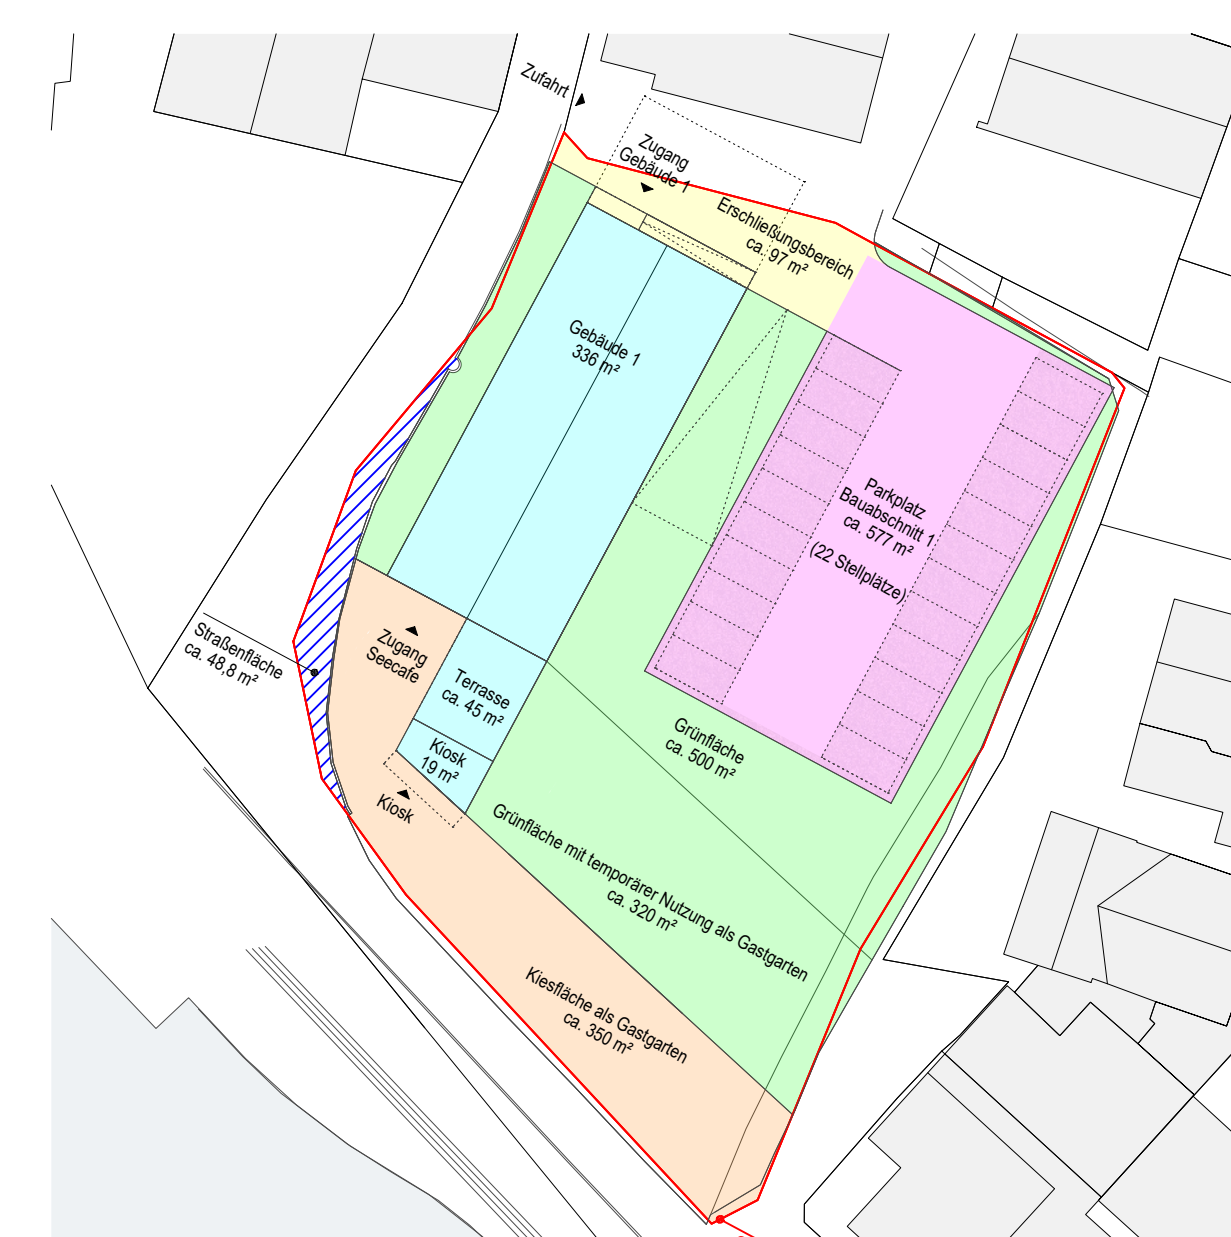 Zufahrt
Zugang
Gebäude 1
Erschließungsbereich
ca. 97 m²
Gebäude 1
336 m²
Parkplatz
Bauabschnitt 1
ca. 577 m²
(22 Stellplätze)
Straßenfläche
ca. 48,8 m²
Zugang
Seecafe
Terrasse
ca. 45 m²
Kiosk
19 m²
Kiosk
Grünfläche
ca. 500 m²
Grünfläche mit temporärer Nutzung als Gastgarten
ca. 320 m²
Kiesfläche als Gastgarten
ca. 350 m²